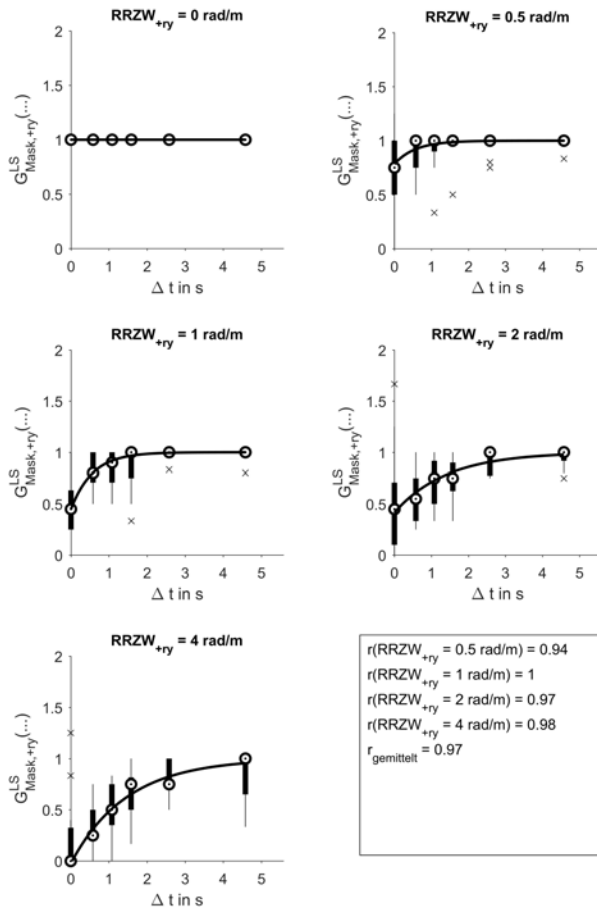 RRZW+ry = 0 rad/m
2
1.5
1
0.5
0
G^LS_Mask,+ry(...)
0 1 2 3 4 5
Δ t in s
RRZW+ry = 0.5 rad/m
2
1.5
1
0.5
0
G^LS_Mask,+ry(...)
0 1 2 3 4 5
Δ t in s
RRZW+ry = 1 rad/m
2
1.5
1
0.5
0
G^LS_Mask,+ry(...)
0 1 2 3 4 5
Δ t in s
RRZW+ry = 2 rad/m
2
1.5
1
0.5
0
G^LS_Mask,+ry(...)
0 1 2 3 4 5
Δ t in s
RRZW+ry = 4 rad/m
2
1.5
1
0.5
0
G^LS_Mask,+ry(...)
0 1 2 3 4 5
Δ t in s
r(RRZW+ry = 0.5 rad/m) = 0.94
r(RRZW+ry = 1 rad/m) = 1
r(RRZW+ry = 2 rad/m) = 0.97
r(RRZW+ry = 4 rad/m) = 0.98
r_gemittelt = 0.97